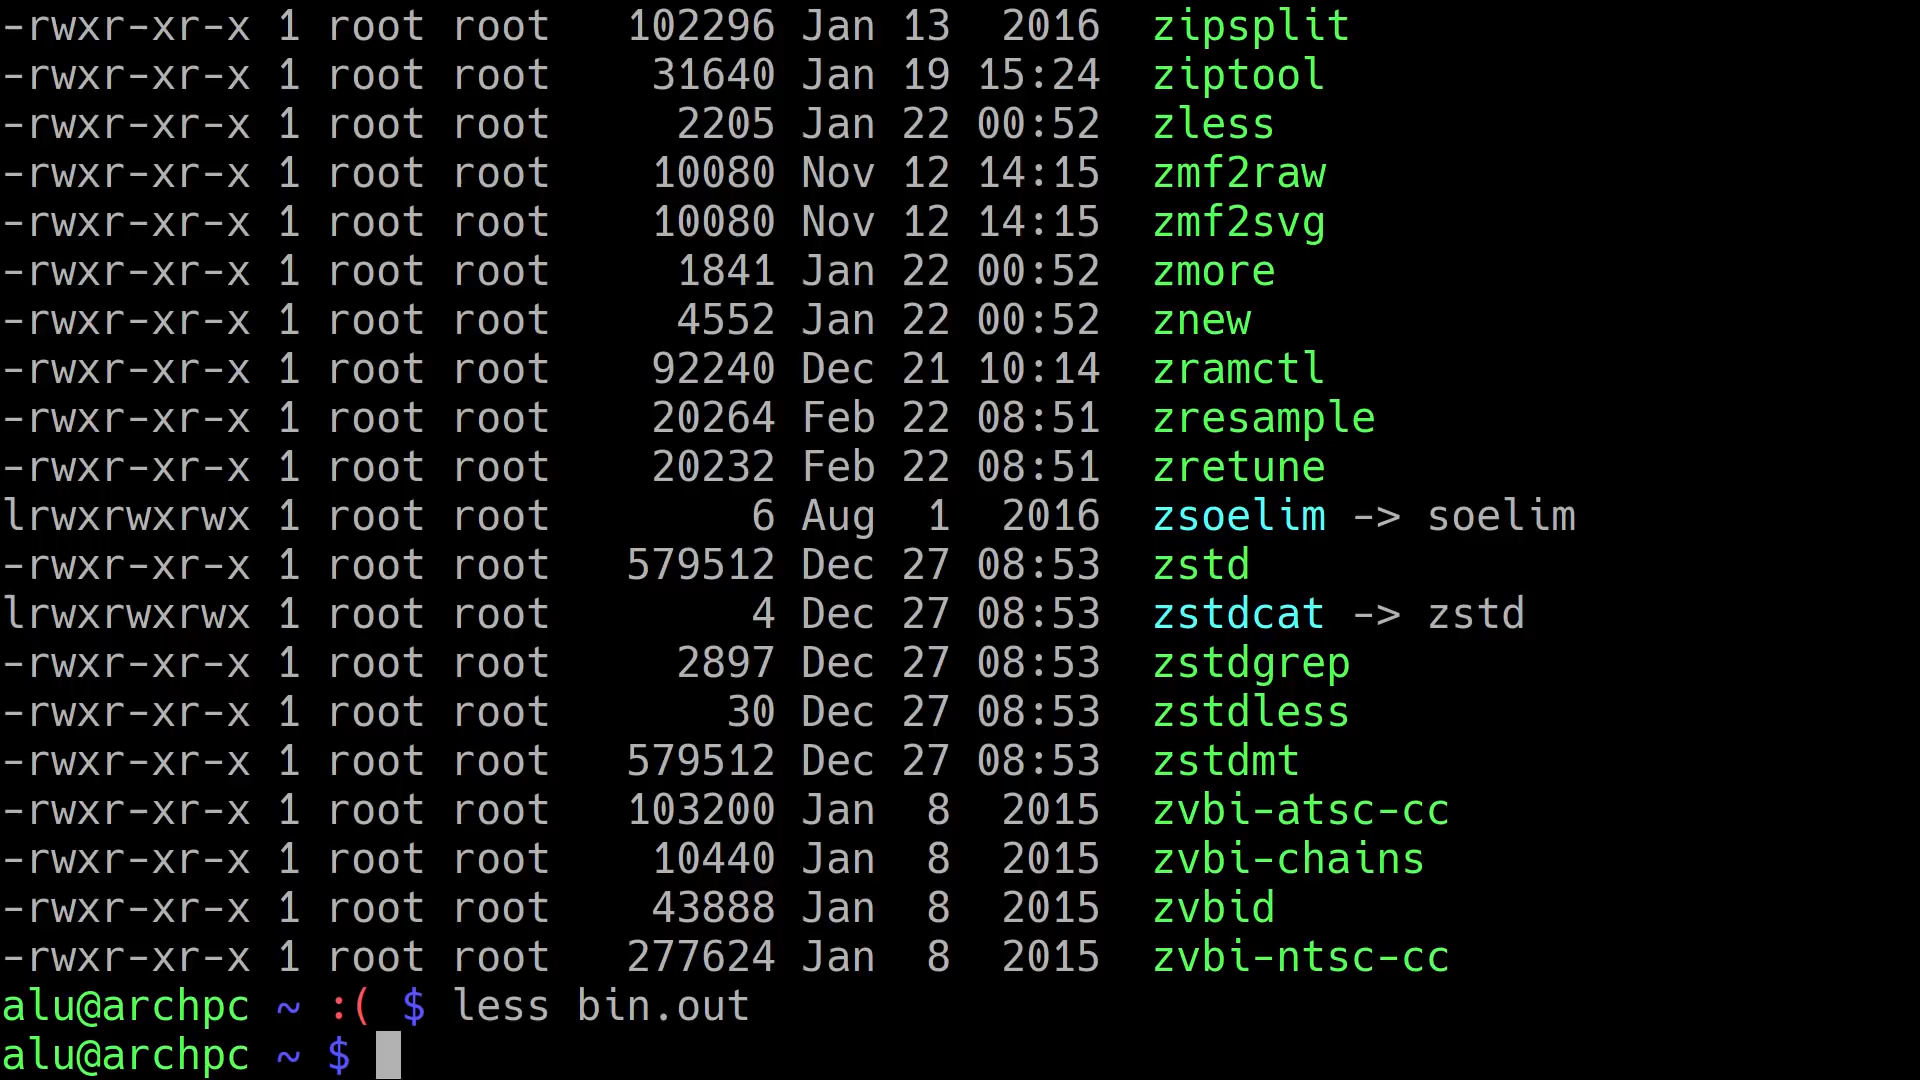 -rwxr-xr-x 1 root root   102296 Jan 13  2016  zipsplit
-rwxr-xr-x 1 root root    31640 Jan 19 15:24  ziptool
-rwxr-xr-x 1 root root     2205 Jan 22 00:52  zless
-rwxr-xr-x 1 root root    10080 Nov 12 14:15  zmf2raw
-rwxr-xr-x 1 root root    10080 Nov 12 14:15  zmf2svg
-rwxr-xr-x 1 root root     1841 Jan 22 00:52  zmore
-rwxr-xr-x 1 root root     4552 Jan 22 00:52  znew
-rwxr-xr-x 1 root root    92240 Dec 21 10:14  zramctl
-rwxr-xr-x 1 root root    20264 Feb 22 08:51  zresample
-rwxr-xr-x 1 root root    20232 Feb 22 08:51  zretune
lrwxrwxrwx 1 root root        6 Aug  1  2016  zsoelim -> soelim
-rwxr-xr-x 1 root root   579512 Dec 27 08:53  zstd
lrwxrwxrwx 1 root root        4 Dec 27 08:53  zstdcat -> zstd
-rwxr-xr-x 1 root root     2897 Dec 27 08:53  zstdgrep
-rwxr-xr-x 1 root root       30 Dec 27 08:53  zstdless
-rwxr-xr-x 1 root root   579512 Dec 27 08:53  zstdmt
-rwxr-xr-x 1 root root   103200 Jan  8  2015  zvbi-atsc-cc
-rwxr-xr-x 1 root root    10440 Jan  8  2015  zvbi-chains
-rwxr-xr-x 1 root root    43888 Jan  8  2015  zvbid
-rwxr-xr-x 1 root root   277624 Jan  8  2015  zvbi-ntsc-cc
alu@archpc ~ :( $ less bin.out
alu@archpc ~ $